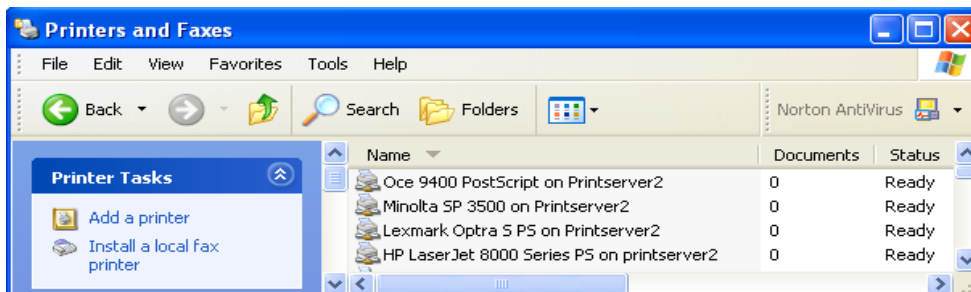 Printers and Faxes
File Edit View Favorites Tools Help
Back Search Folders Norton AntiVirus
Name Documents Status
Printer Tasks
Add a printer
Install a local fax
printer
Oce 9400 PostScript on Printserver2 0 Ready
Minolta SP 3500 on Printserver2 0 Ready
Lexmark Optra S PS on Printserver2 0 Ready
HP LaserJet 8000 Series PS on printserver2 0 Ready